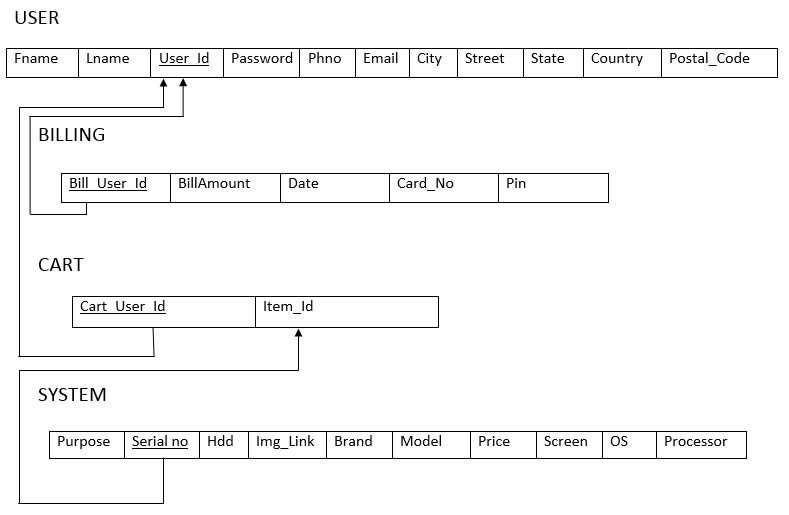 USER
Fname Lname User_Id Password Phno Email City Street State Country Postal_Code
BILLING
Bill_User_Id BillAmount Date Card_No Pin
CART
Cart_User_Id Item_Id
SYSTEM
Purpose Serial no Hdd Img_Link Brand Model Price Screen OS Processor